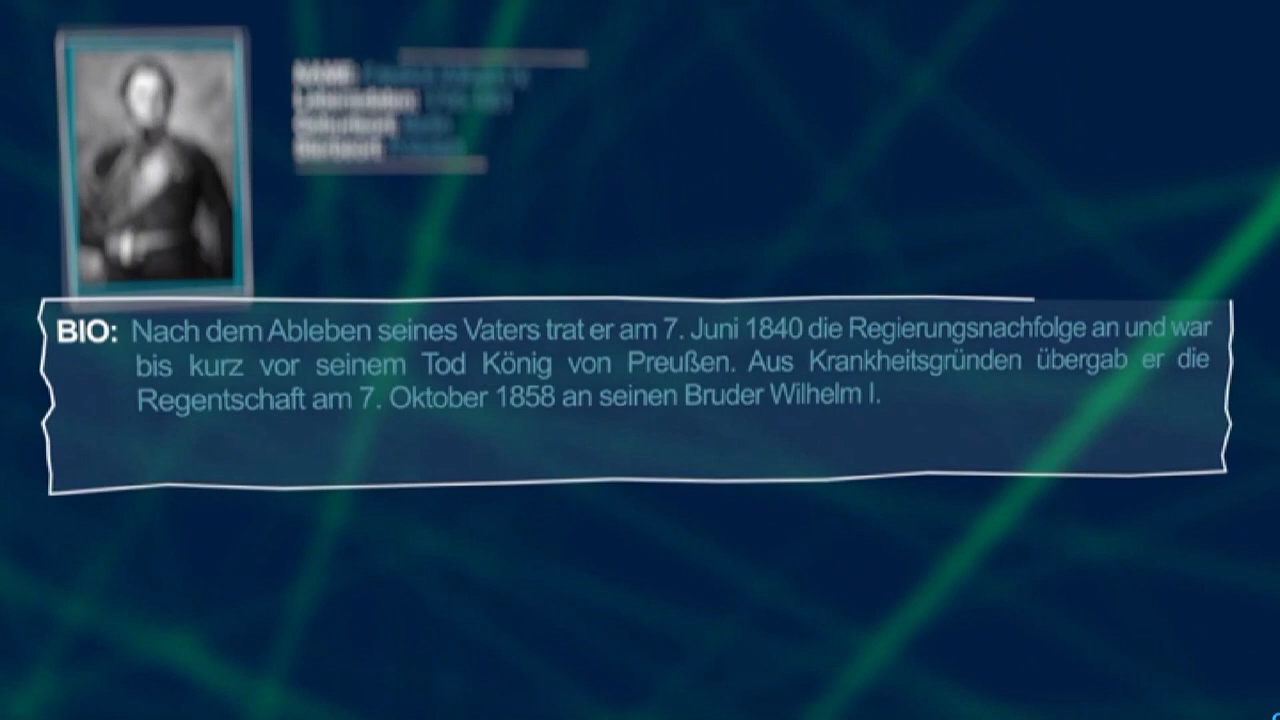 NAME:
BIO: Nach dem Ableben seines Vaters trat er am 7. Juni 1840 die Regierungsnachfolge an und war
bis kurz vor seinem Tod König von Preußen. Aus Krankheitsgründen übergab er die
Regentschaft am 7. Oktober 1858 an seinen Bruder Wilhelm I.